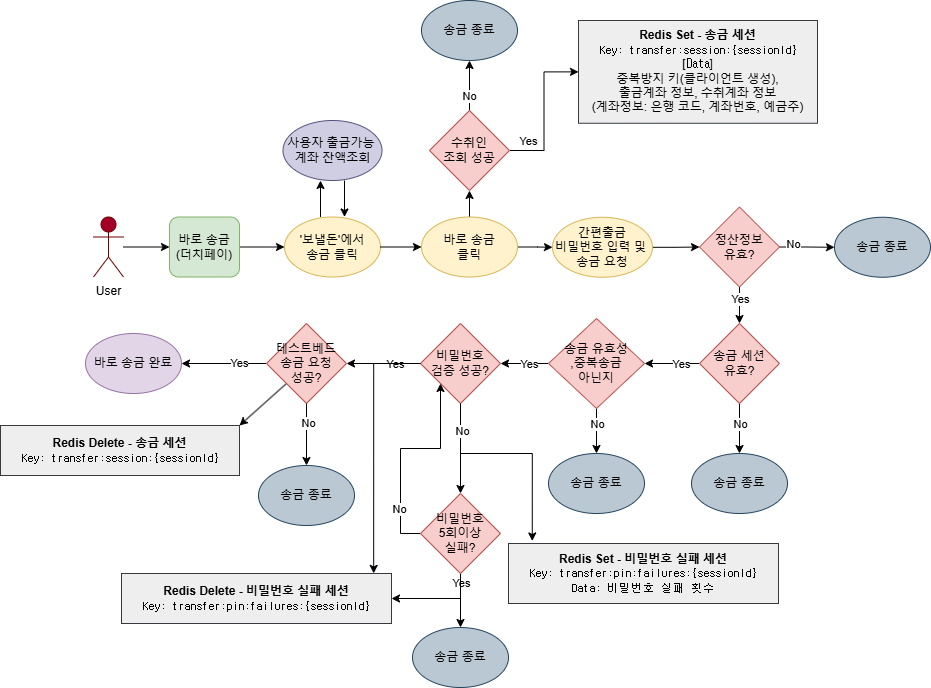 송금 종료
Redis Set - 송금 세션
Key: transfer:session:{sessionId}
[Data]
중복방지 키(클라이언트 생성),
출금계좌 정보, 수취계좌 정보
(계좌정보: 은행 코드, 계좌번호, 예금주)
No
사용자 출금가능
계좌 잔액조회
수취인
조회 성공
Yes
User
바로 송금
(더치페이)
'보낼돈'에서
송금 클릭
바로 송금
클릭
간편출금
비밀번호 입력 및
송금 요청
정산정보
유효?
No
송금 종료
Yes
바로 송금 완료
Yes
테스트베드
송금 요청
성공?
Yes
비밀번호
검증 성공?
Yes
송금 유효성
,중복송금
아닌지
Yes
송금 세션
유효?
No
No
No
No
Redis Delete - 송금 세션
Key: transfer:session:{sessionId}
송금 종료
송금 종료
송금 종료
No
비밀번호
5회이상
실패?
Redis Set - 비밀번호 실패 세션
Key: transfer:pin:failures:{sessionId}
Data: 비밀번호 실패 횟수
Yes
Redis Delete - 비밀번호 실패 세션
Key: transfer:pin:failures:{sessionId}
송금 종료